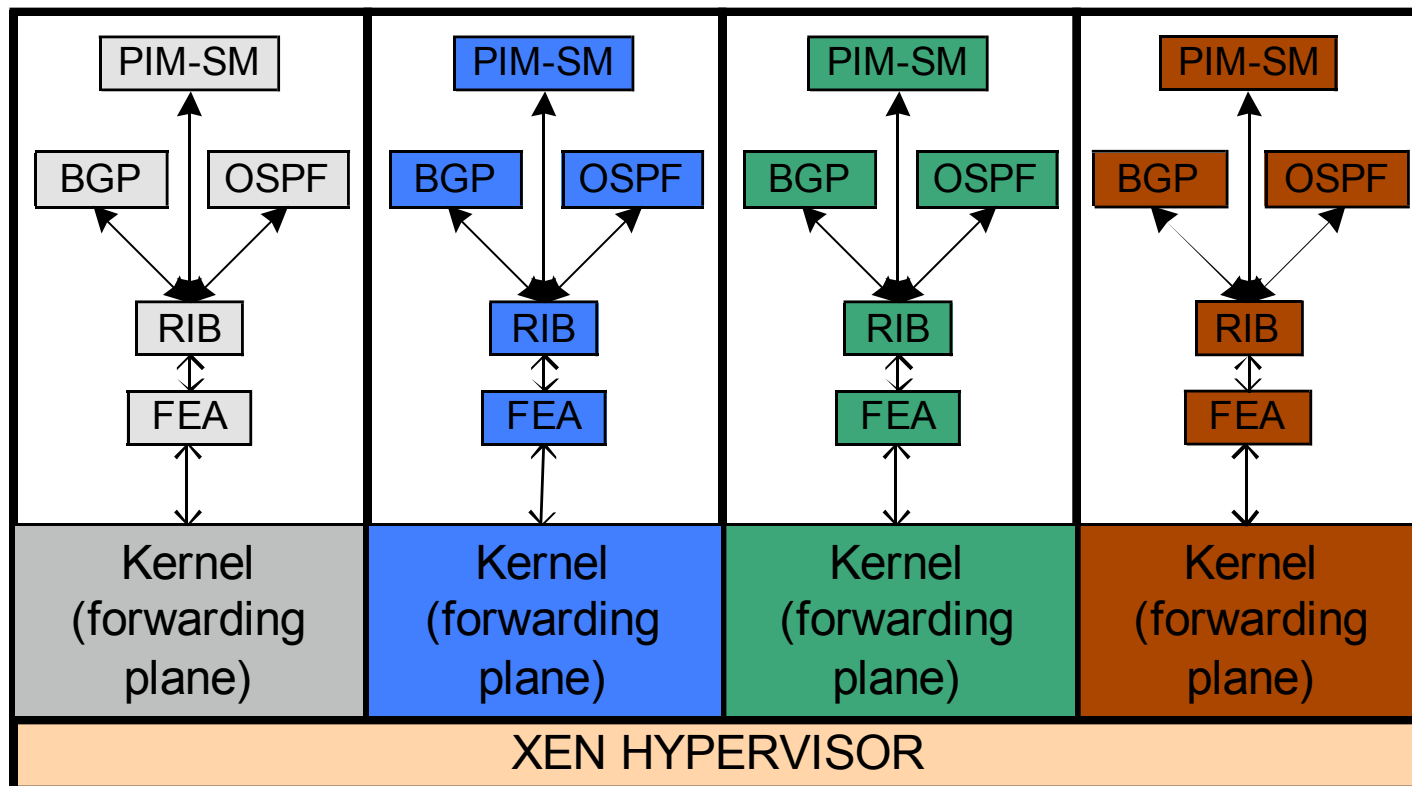 PIM-SM PIM-SM PIM-SM PIM-SM
BGP OSPF BGP OSPF BGP OSPF BGP OSPF
RIB RIB RIB RIB
FEA FEA FEA FEA
Kernel Kernel Kernel Kernel
(forwarding (forwarding (forwarding (forwarding
plane) plane) plane) plane)
XEN HYPERVISOR